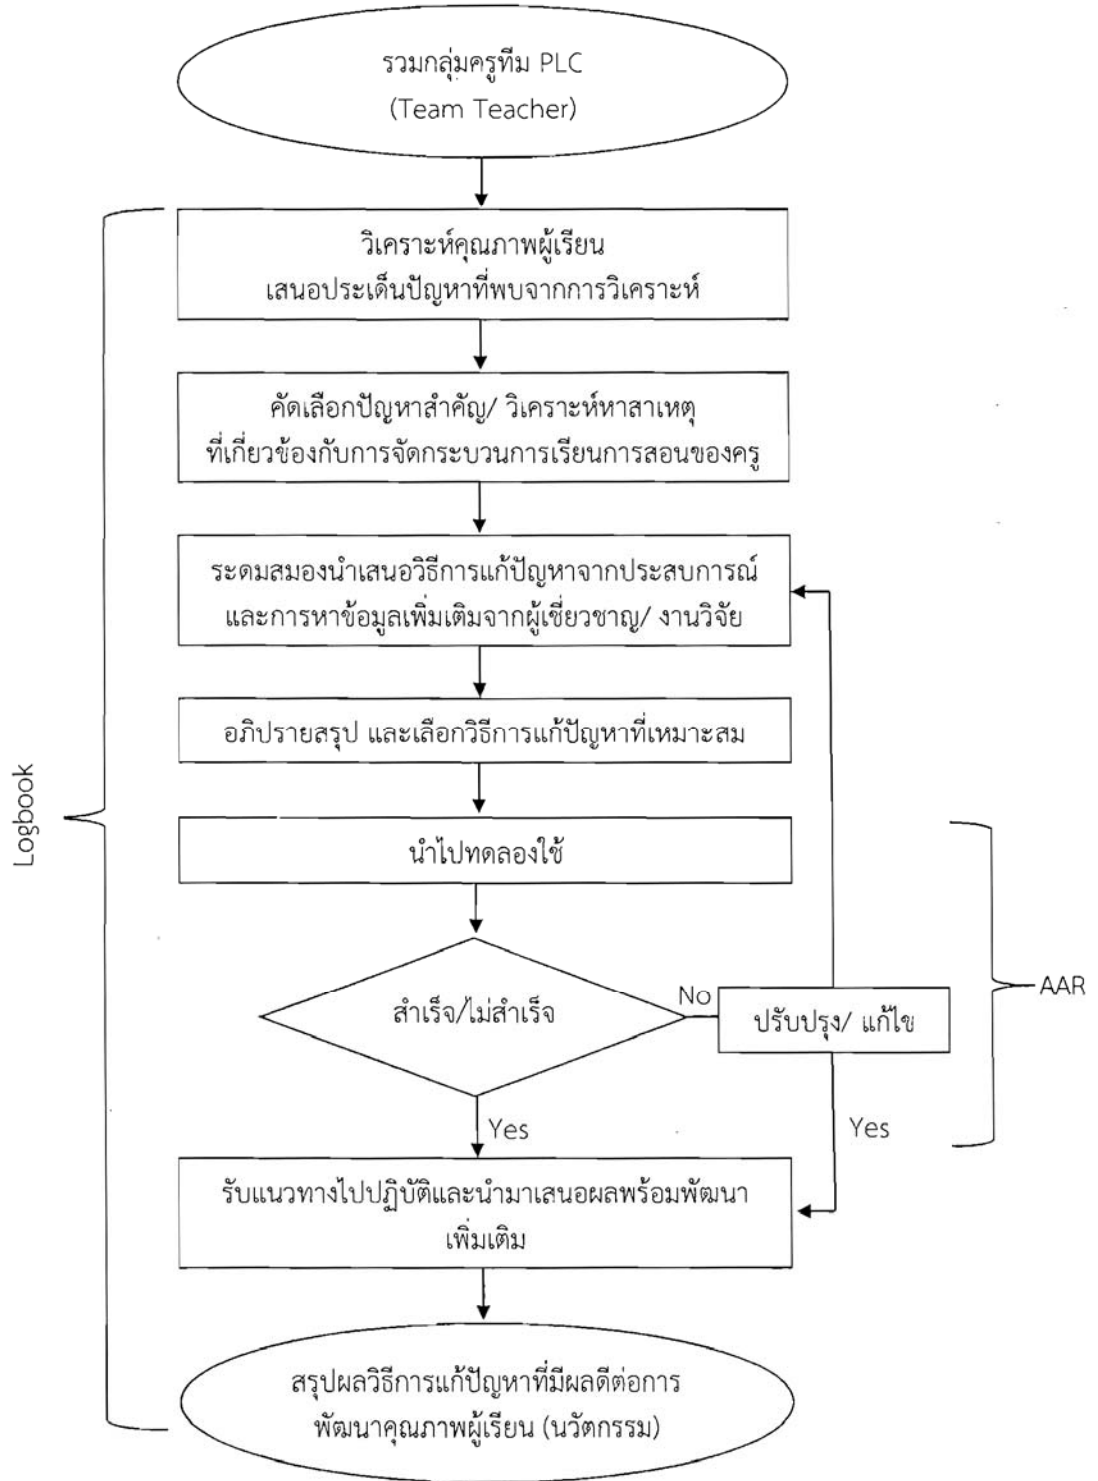 รวมกลุ่มครูทีม PLC
(Team Teacher)
วิเคราะห์คุณภาพผู้เรียน
เสนอประเด็นปัญหาที่พบจากการวิเคราะห์
คัดเลือกปัญหาสำคัญ/ วิเคราะห์หาสาเหตุ
ที่เกี่ยวข้องกับการจัดกระบวนการเรียนการสอนของครู
ระดมสมองนำเสนอวิธีการแก้ปัญหาจากประสบการณ์
และการหาข้อมูลเพิ่มเติมจากผู้เชี่ยวชาญ/ งานวิจัย
อภิปรายสรุป และเลือกวิธีการแก้ปัญหาที่เหมาะสม
Logbook
นำไปทดลองใช้
สำเร็จ/ไม่สำเร็จ
No
ปรับปรุง/ แก้ไข
AAR
Yes
Yes
รับแนวทางไปปฏิบัติและนำมาเสนอผลพร้อมพัฒนา
เพิ่มเติม
สรุปผลวิธีการแก้ปัญหาที่มีผลดีต่อการ
พัฒนาคุณภาพผู้เรียน (นวัตกรรม)